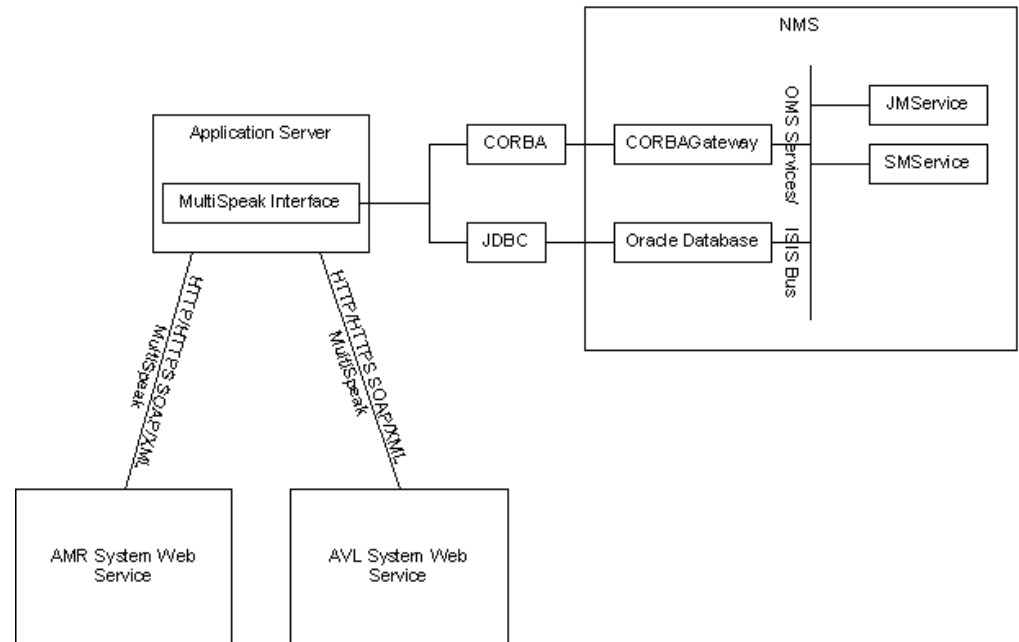 NMS
Application Server
MultiSpeak Interface
CORBA
JDBC
CORBAGateway
Oracle Database
OMS Services/
ISIS Bus
JMService
SMService
HTTP/HTTPS SOAP/XML
MultiSpeak
HTTP/HTTPS SOAP/XML
MultiSpeak
AMR System Web
Service
AVL System Web
Service